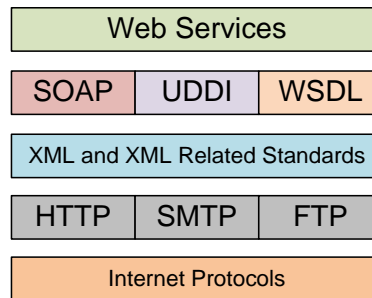 Web Services
SOAP UDDI WSDL
XML and XML Related Standards
HTTP SMTP FTP
Internet Protocols